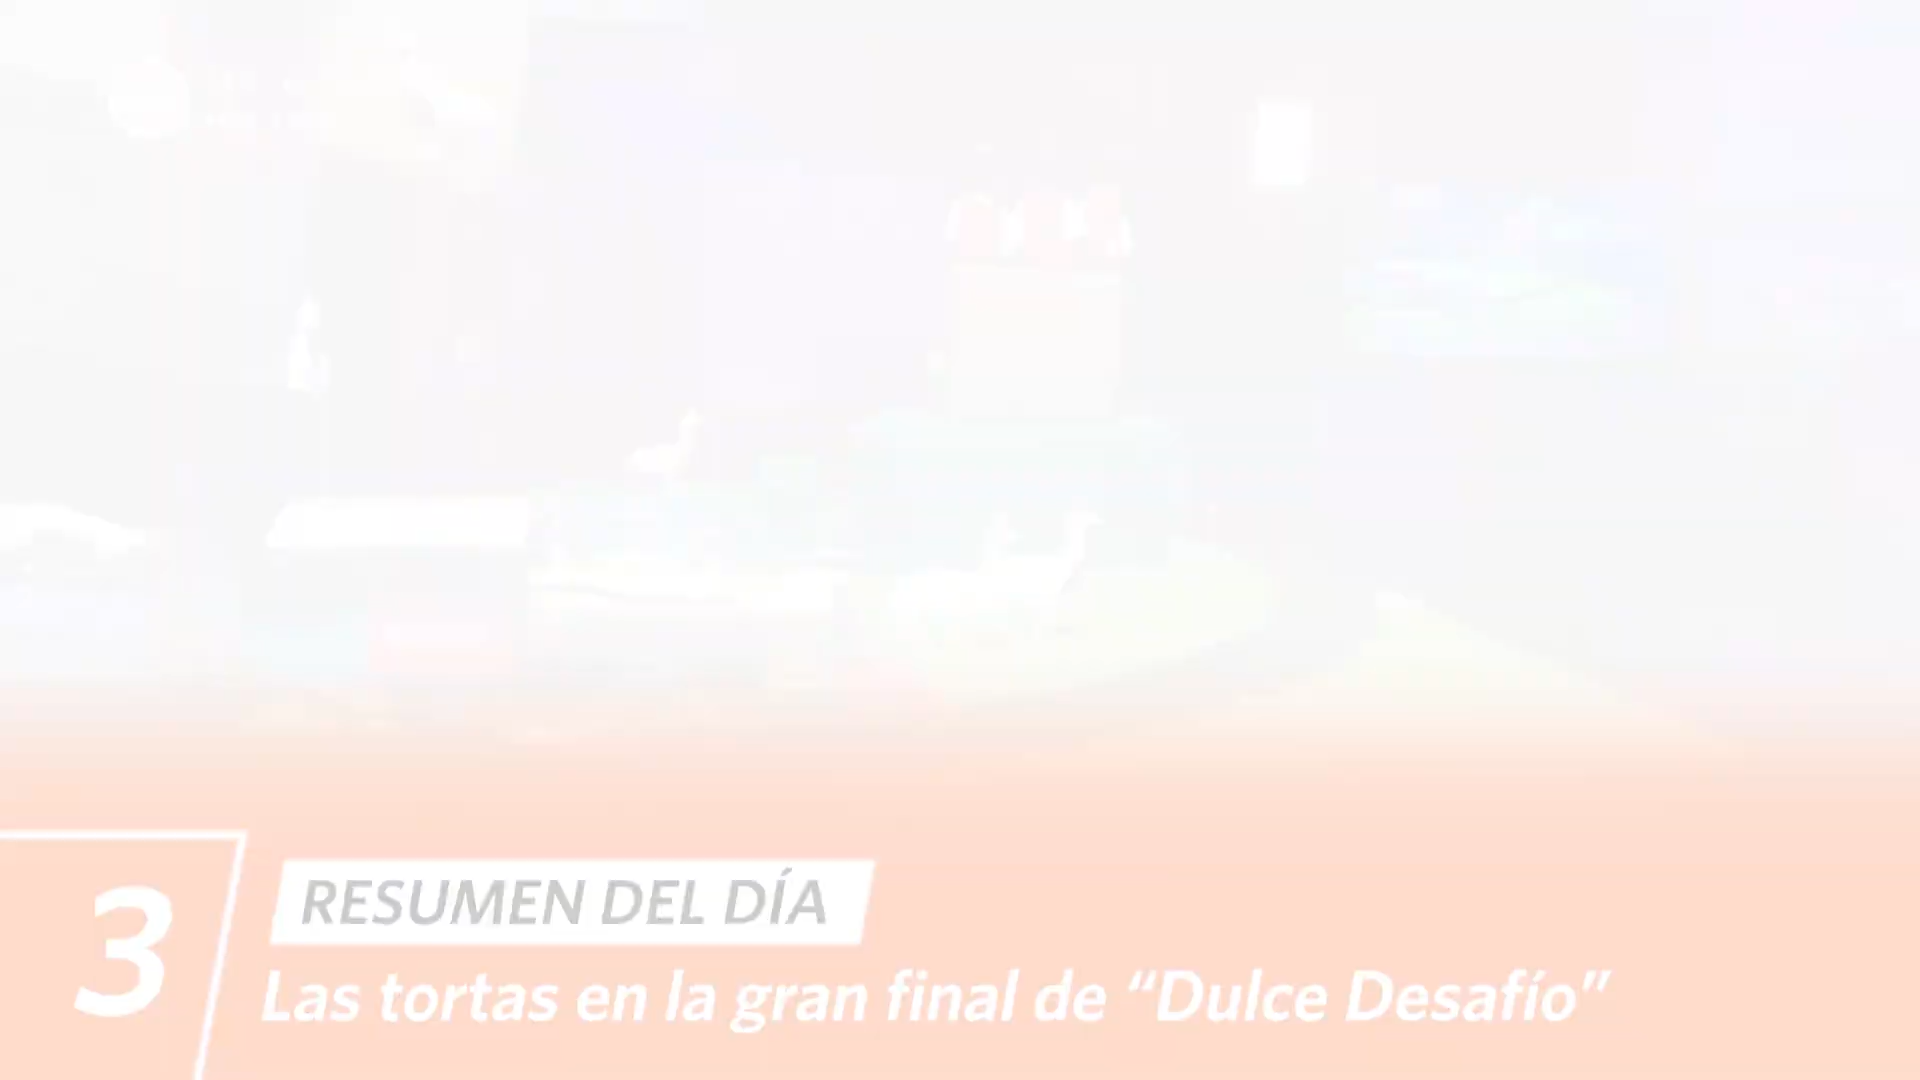 3
RESUMEN DEL DÍA
Las tortas en la gran final de “Dulce Desafío”